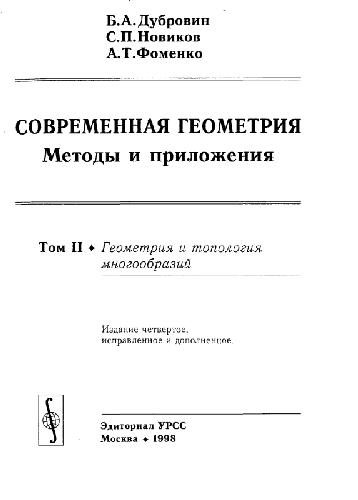 Б.А.Дубровин
С.П.Новиков
А.Т.Фоменко
СОВРЕМЕННАЯ ГЕОМЕТРИЯ
Методы и приложения
Том II ♦ Геометрия и топология
многообразий
Издание четвертое,
исправленное и дополненное.
Эдиториал УРСС
Москва ♦ 1998